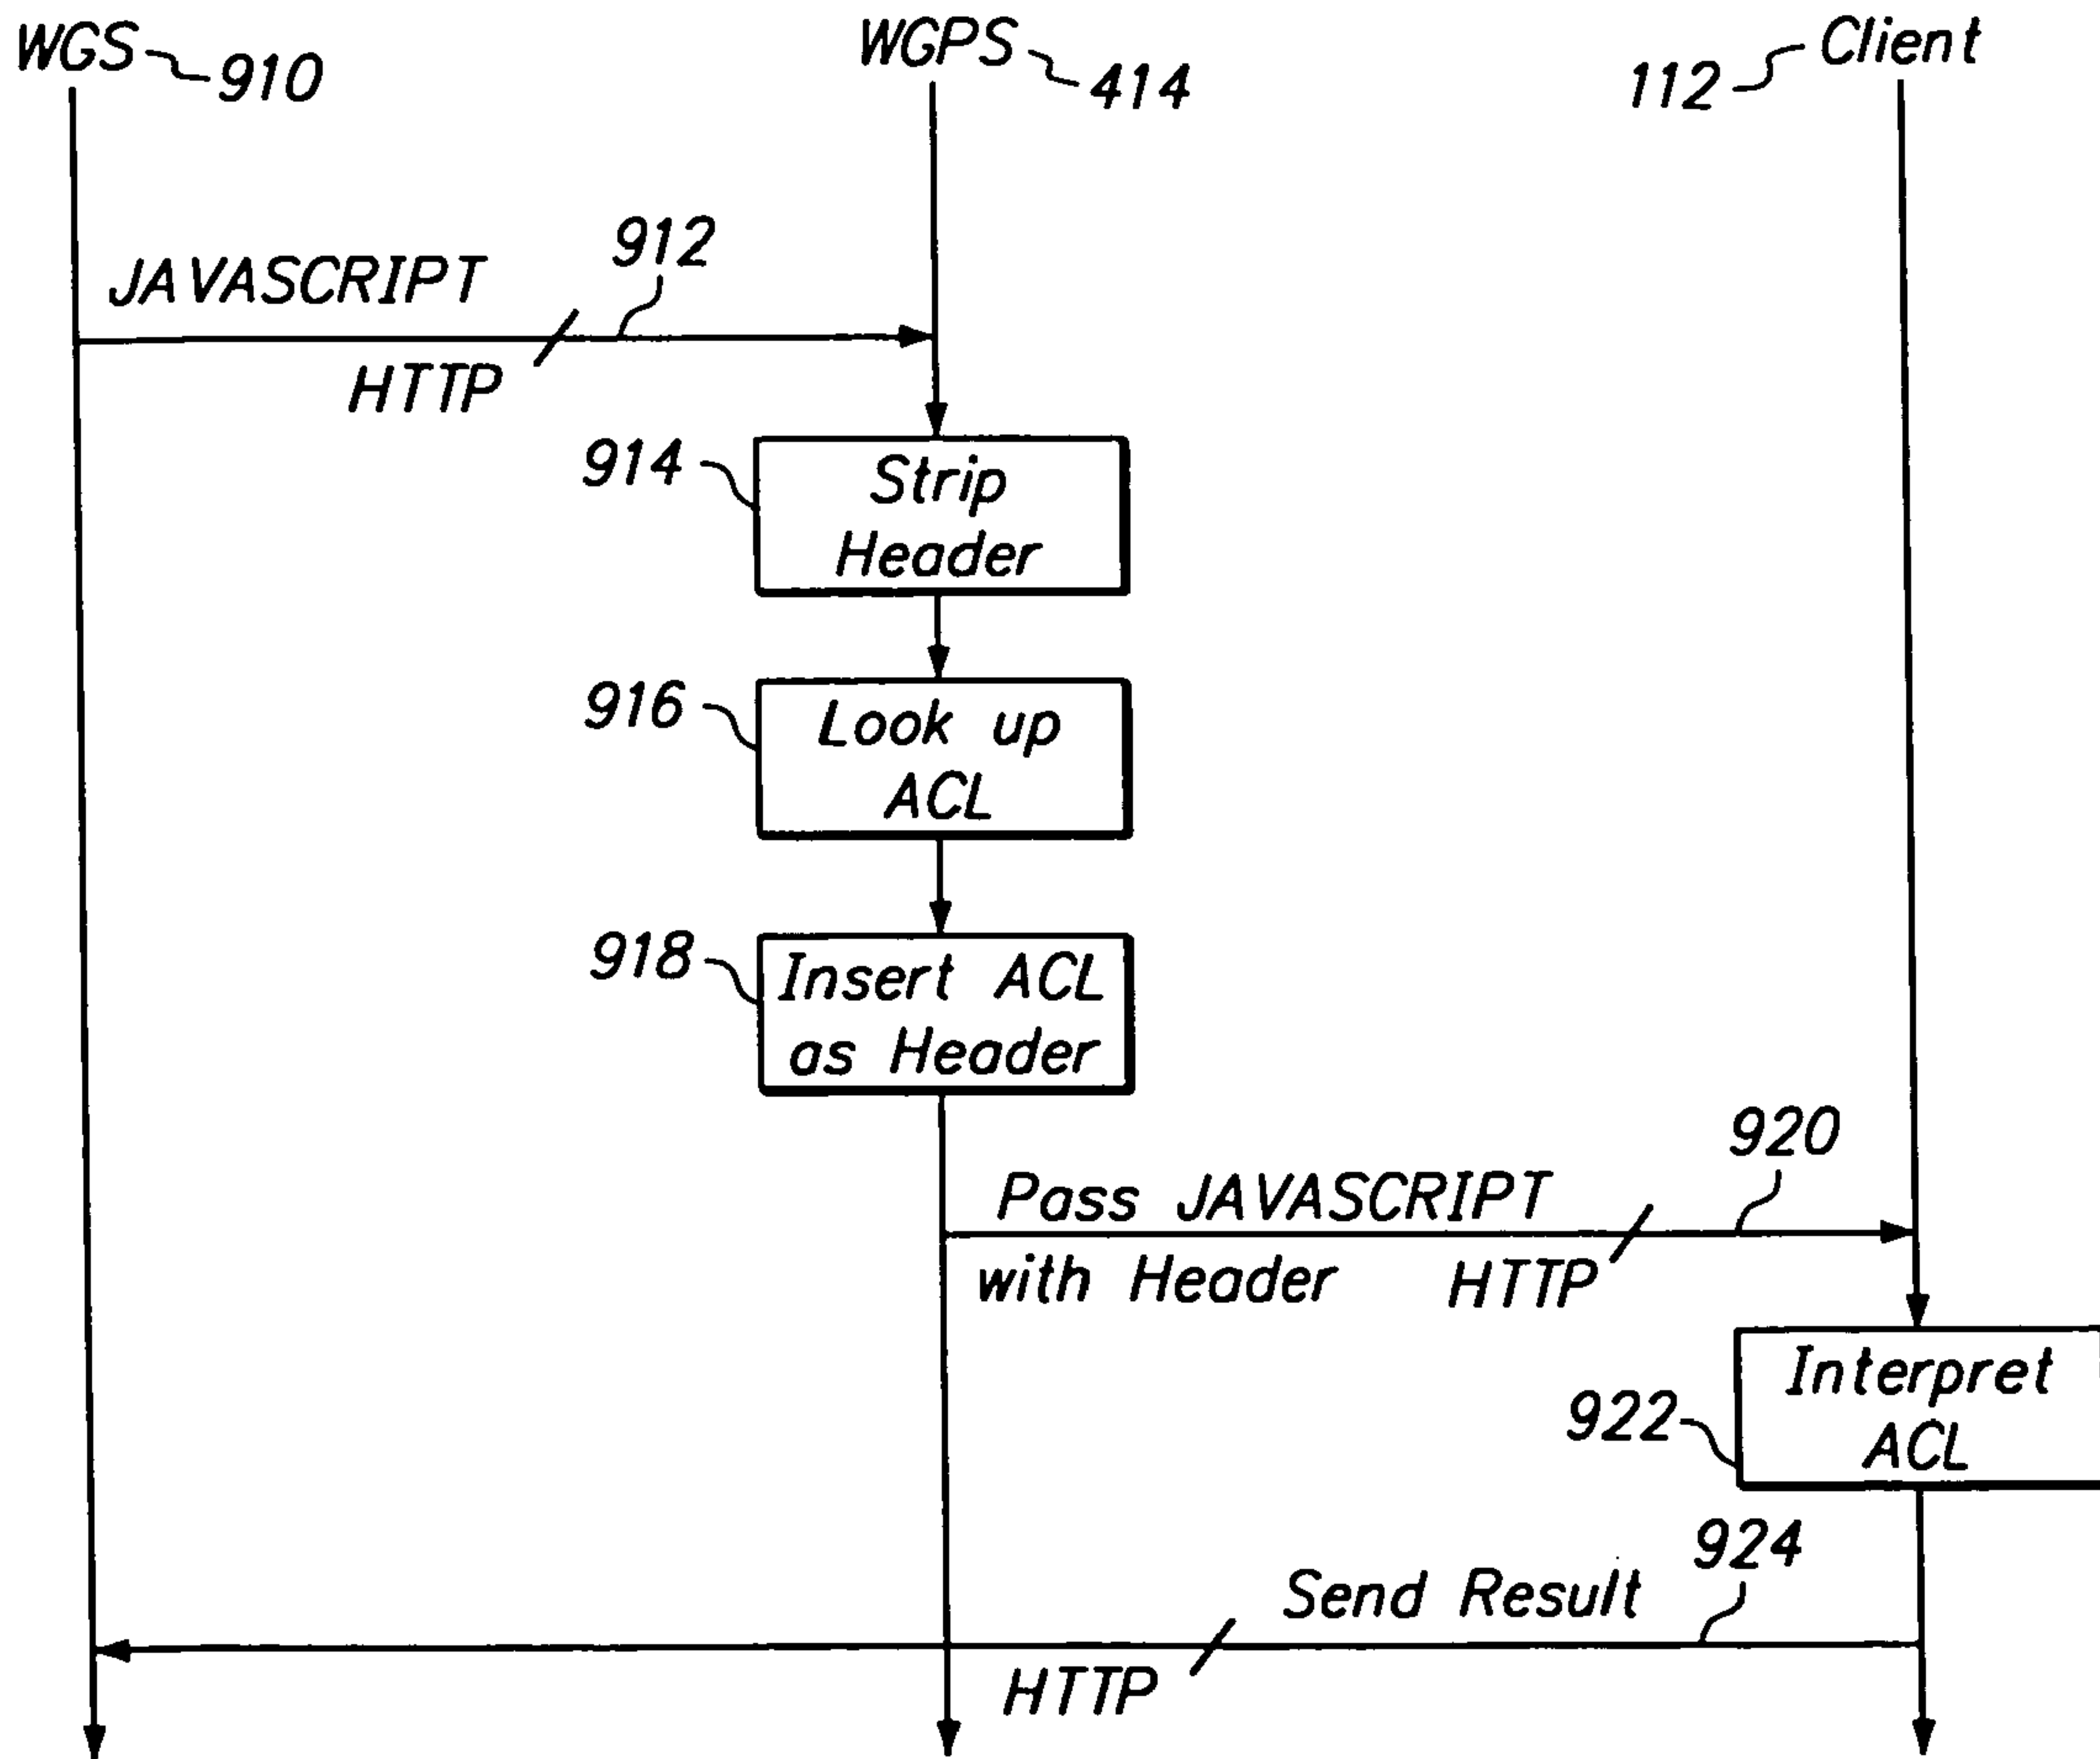 WGS 910
WGPS 414
112 Client
912
JAVASCRIPT
HTTP
914
Strip
Header
916
Look up
ACL
918
Insert ACL
as Header
920
Pass JAVASCRIPT
with Header HTTP
Interpret
922
ACL
924
Send Result
HTTP